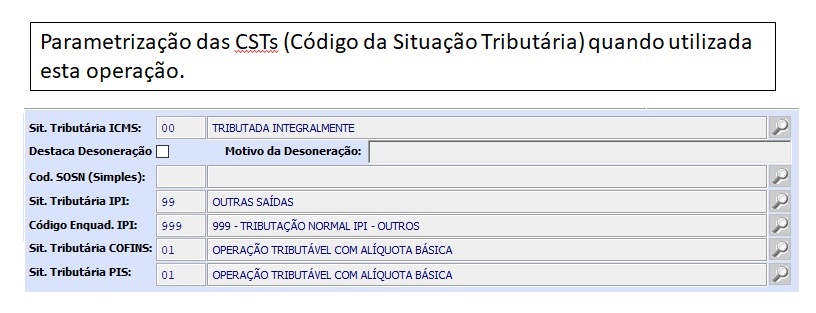 Parametrização das CSTs (Código da Situação Tributária) quando utilizada
esta operação.
Sit. Tributária ICMS: 00 TRIBUTADA INTEGRALMENTE
Destaca Desoneração Motivo da Desoneração:
Cod. SOSN (Simples):
Sit. Tributária IPI: 99 OUTRAS SAÍDAS
Código Enquad. IPI: 999 999 - TRIBUTAÇÃO NORMAL IPI - OUTROS
Sit. Tributária COFINS: 01 OPERAÇÃO TRIBUTÁVEL COM ALÍQUOTA BÁSICA
Sit. Tributária PIS: 01 OPERAÇÃO TRIBUTÁVEL COM ALÍQUOTA BÁSICA